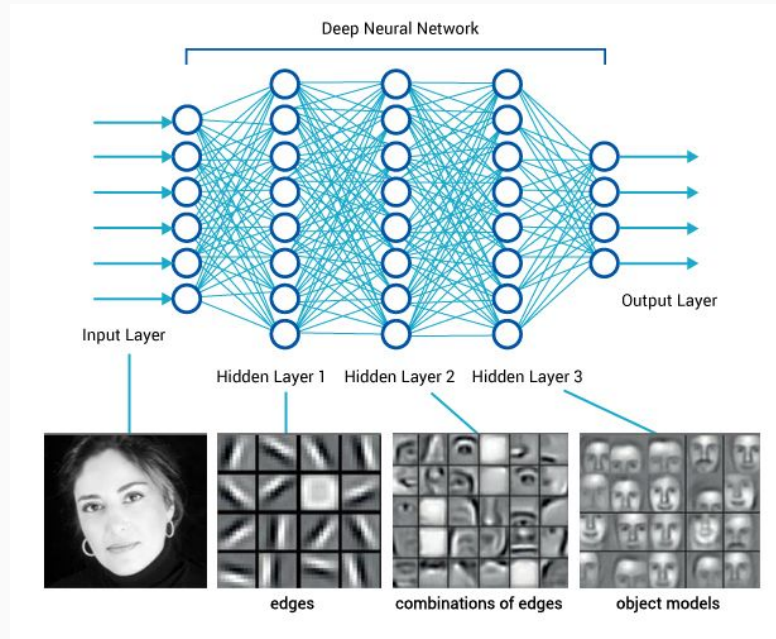 Deep Neural Network
Output Layer
Input Layer
Hidden Layer 1 Hidden Layer 2 Hidden Layer 3
edges combinations of edges object models